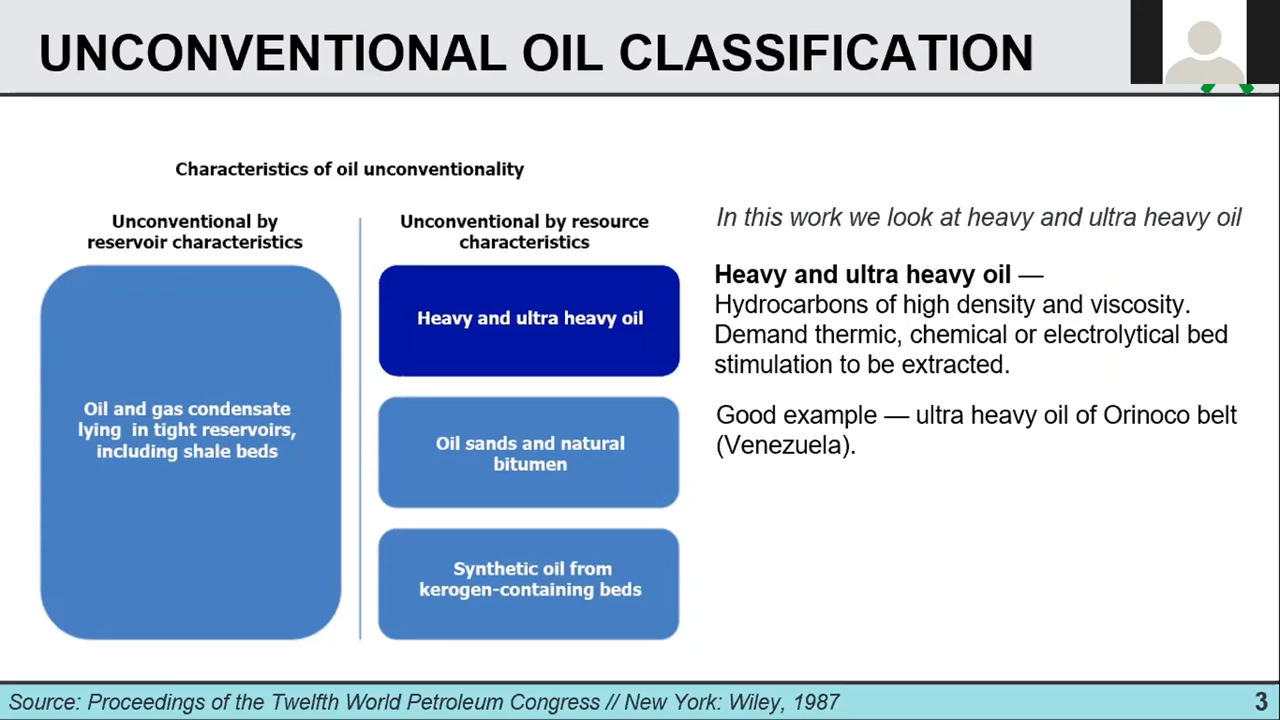 UNCONVENTIONAL OIL CLASSIFICATION
Characteristics of oil unconventionality
Unconventional by
reservoir characteristics
Oil and gas condensate
lying in tight reservoirs,
including shale beds
Unconventional by resource
characteristics
Heavy and ultra heavy oil
Oil sands and natural
bitumen
Synthetic oil from
kerogen-containing beds
In this work we look at heavy and ultra heavy oil
Heavy and ultra heavy oil —
Hydrocarbons of high density and viscosity.
Demand thermic, chemical or electrolytical bed
stimulation to be extracted.
Good example — ultra heavy oil of Orinoco belt
(Venezuela).
Source: Proceedings of the Twelfth World Petroleum Congress // New York: Wiley, 1987
3